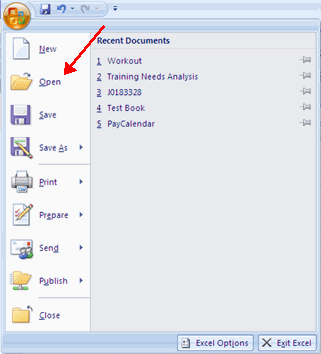 New
Open
Save
Save As
Print
Prepare
Send
Publish
Close
Recent Documents
1 Workout
2 Training Needs Analysis
3 J0183328
4 Test Book
5 PayCalendar
Excel Options
Exit Excel